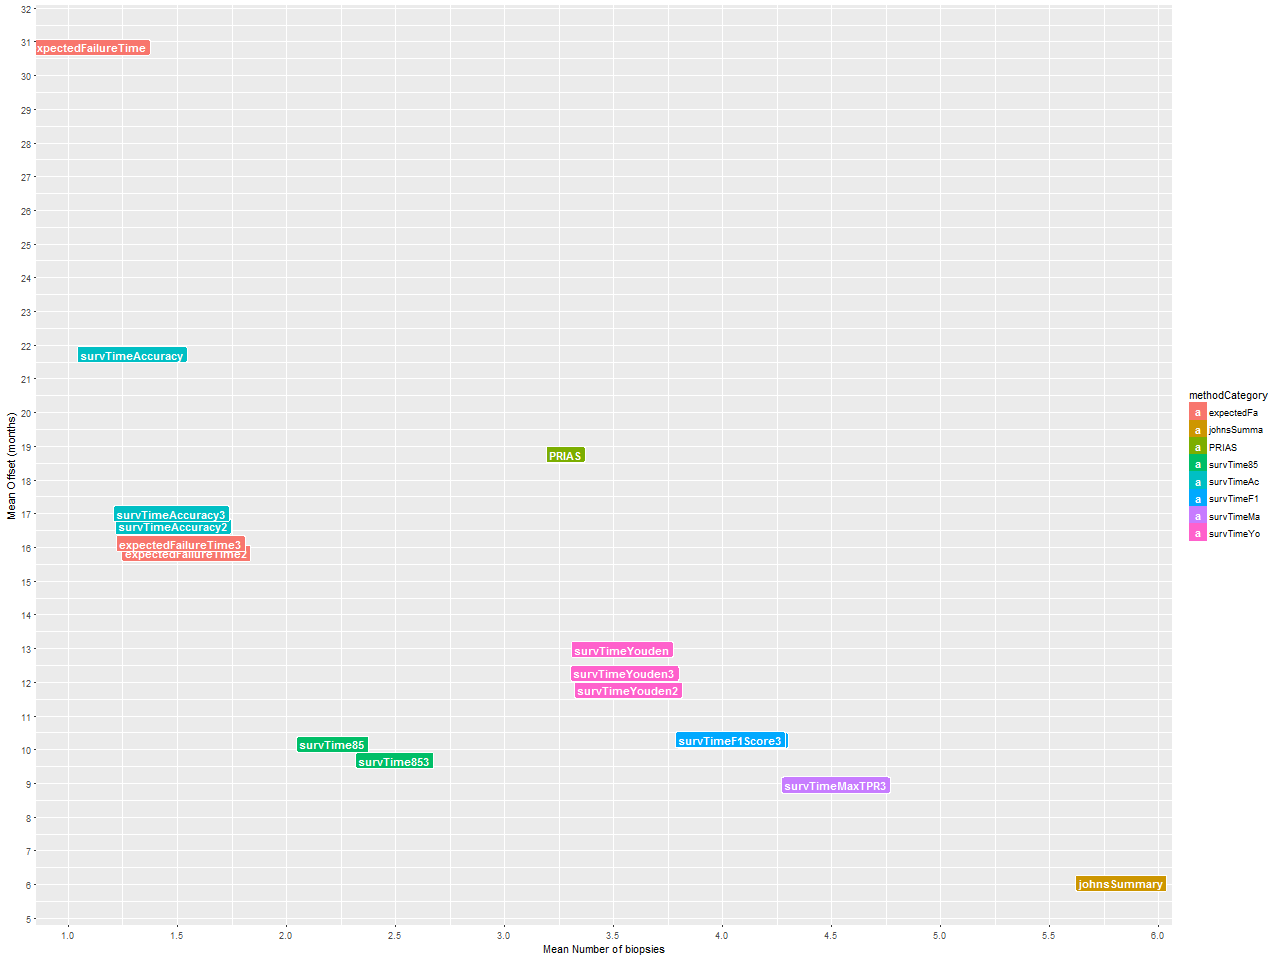 32
31
30
29
28
27
26
25
24
23
22
21
20
19
18
17
16
15
14
13
12
11
10
9
8
7
6
5
Mean Offset (months)
xpectedFailureTime
survTimeAccuracy
PRIAS
survTimeAccuracy3
survTimeAccuracy2
expectedFailureTime3
expectedFailureTime2
survTimeYouden
survTimeYouden3
survTimeYouden2
survTime85
survTimeF1Score3
survTime853
survTimeMaxTPR3
johnsSummary
1.0 1.5 2.0 2.5 3.0 3.5 4.0 4.5 5.0 5.5 6.0
Mean Number of biopsies
methodCategory
a expectedFa
a johnsSumma
a PRIAS
a survTime85
a survTimeAc
a survTimeF1
a survTimeMa
a survTimeYo